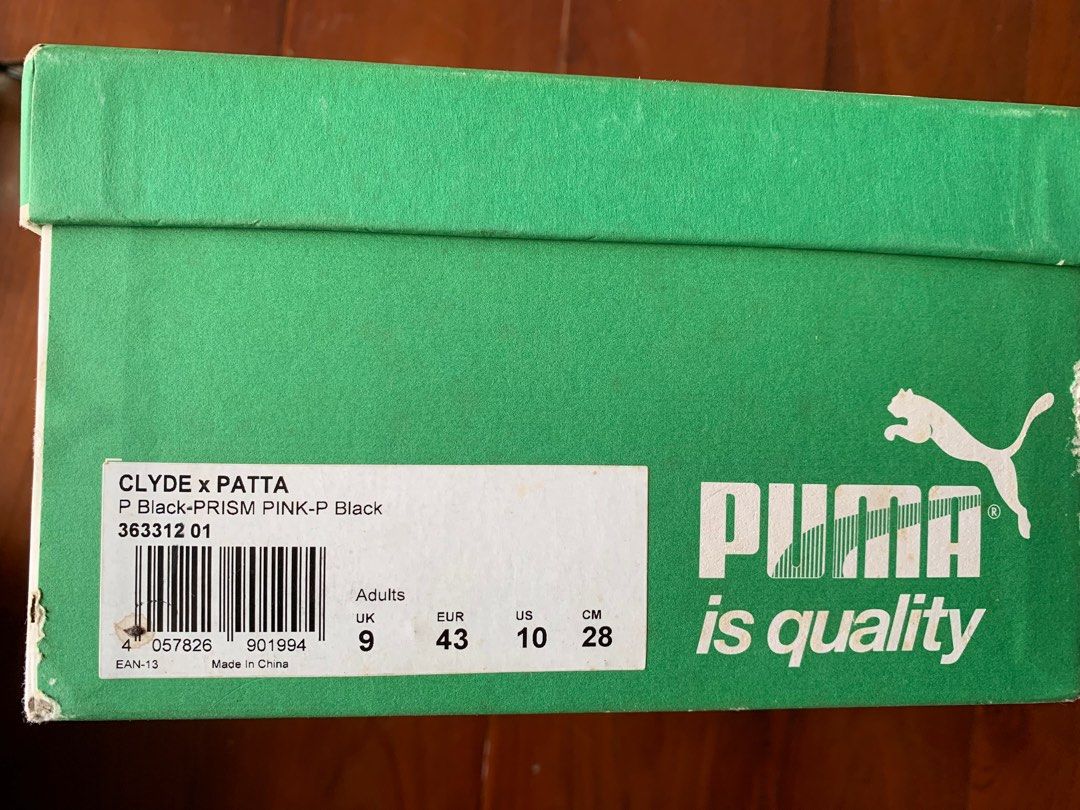 CLYDE x PATTA
P Black-PRISM PINK-P Black
363312 01
4 057826 901994
EAN-13 Made In China
Adults
UK EUR US CM
9 43 10 28
PUMA®
is quality